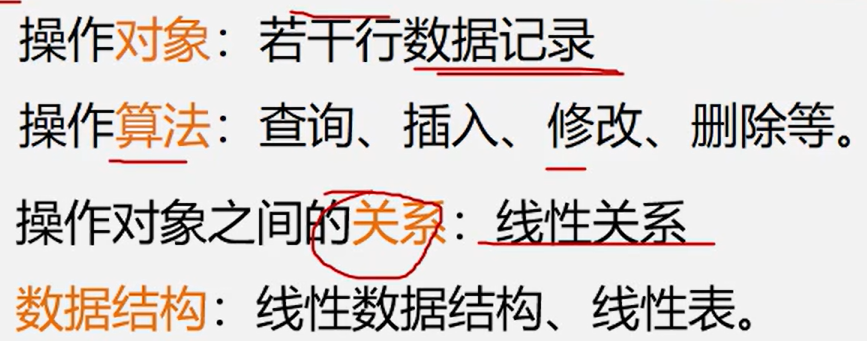 操作对象：若干行数据记录
操作算法：查询、插入、修改、删除等。
操作对象之间的关系：线性关系
数据结构：线性数据结构、线性表。